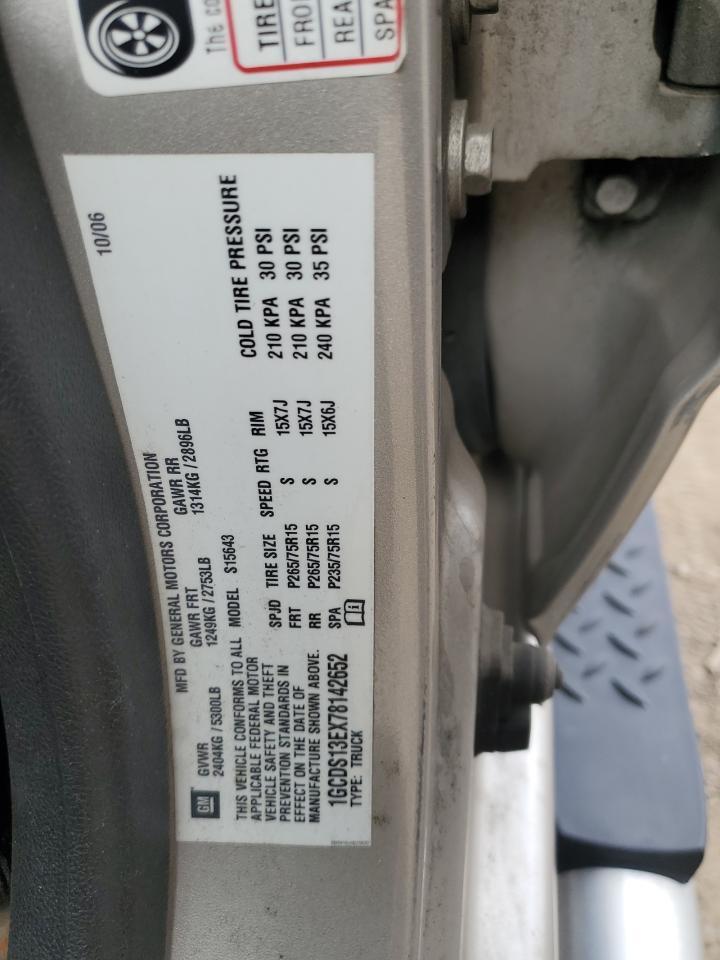 The co
TIRE
FRO
REA
SPA
10/06
MFD BY GENERAL MOTORS CORPORATION
GM
GVWR GAWR FRT GAWR RR
2404KG / 5300LB 1249KG / 2753LB 1314KG / 2896LB
THIS VEHICLE CONFORMS TO ALL
APPLICABLE FEDERAL MOTOR
VEHICLE SAFETY AND THEFT
PREVENTION STANDARDS IN
EFFECT ON THE DATE OF
MANUFACTURE SHOWN ABOVE.
1GCDS13EX78142652
TYPE: TRUCK
MODEL S15643
COLD TIRE PRESSURE
SPJD TIRE SIZE SPEED RTG RIM
FRT P265/75R15 S 15X7J 210 KPA 30 PSI
RR P265/75R15 S 15X7J 210 KPA 30 PSI
SPA P235/75R15 S 15X6J 240 KPA 35 PSI